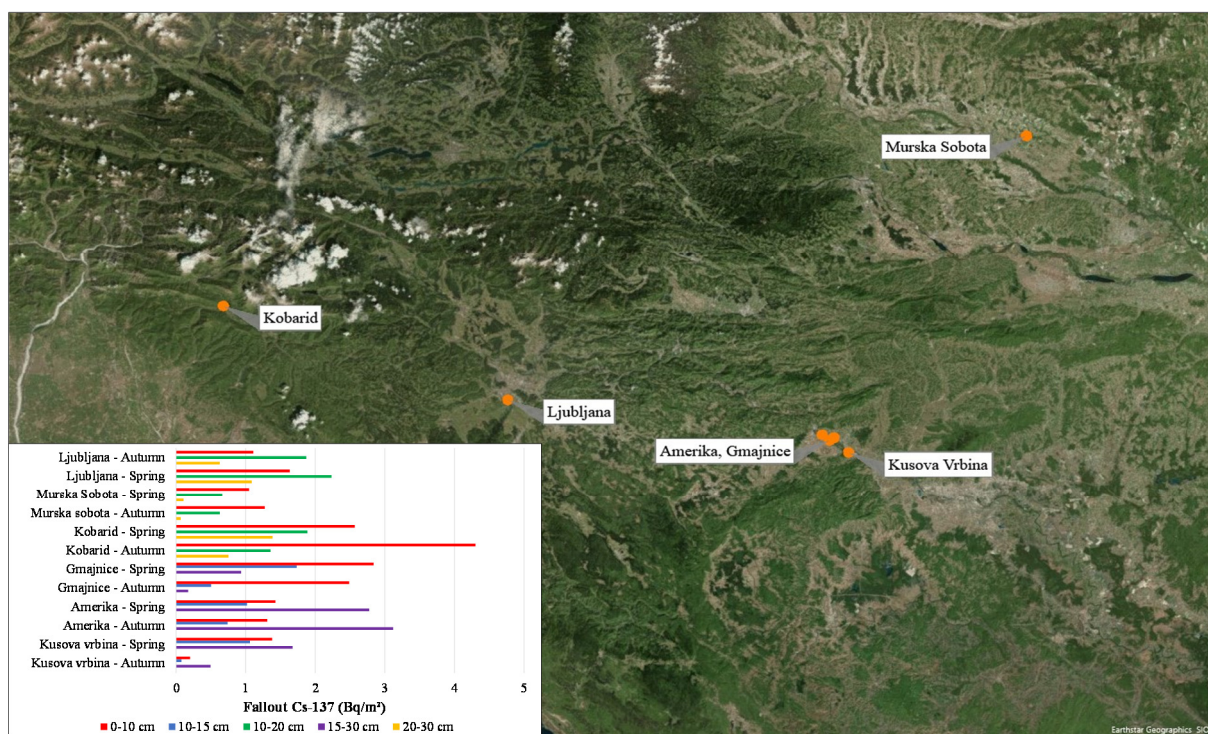 Murska Sobota
Kobarid
Ljubljana
Amerika, Gmajnice
Kusova Vrbina
Ljubljana - Autumn
Ljubljana - Spring
Murska Sobota - Spring
Murska sobota - Autumn
Kobarid - Spring
Kobarid - Autumn
Gmajnice - Spring
Gmajnice - Autumn
Amerika - Spring
Amerika - Autumn
Kusova vrbina - Spring
Kusova vrbina - Autumn
0 1 2 3 4 5
Fallout Cs-137 (Bq/m²)
0-10 cm 10-15 cm 10-20 cm 15-30 cm 20-30 cm
Earthstar Geographics SIO